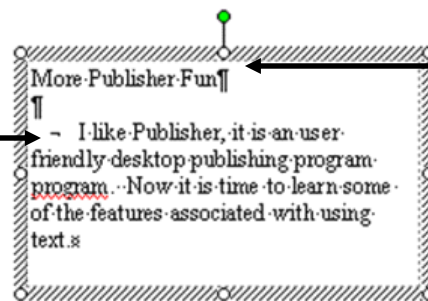 More·Publisher·Fun¶
¶
¬ I·like·Publisher,·it·is·an·user·
friendly·desktop·publishing·program·
program.··Now·it·is·time·to·learn·some·
of·the·features·associated·with·using·
text.¤